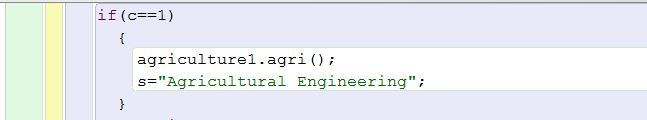 if(c==1)
{
agriculture1.agri();
s="Agricultural Engineering";
}